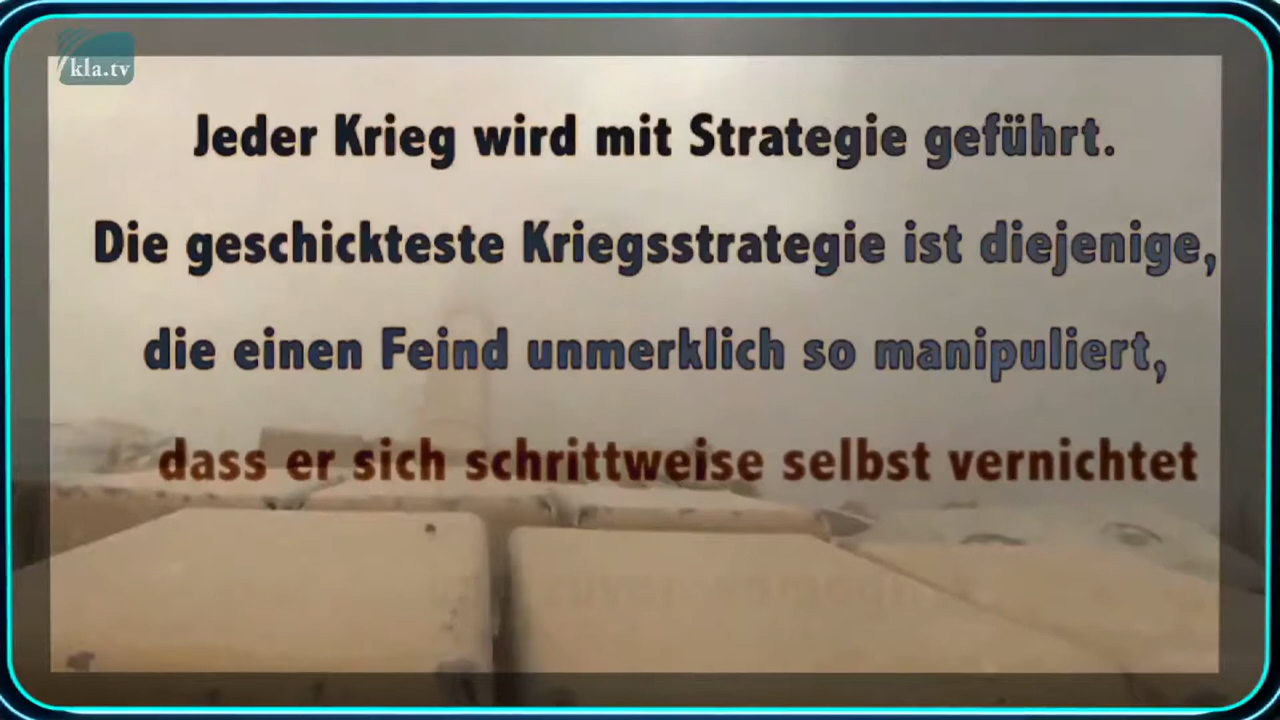 kla.tv
Jeder Krieg wird mit Strategie geführt.
Die geschickteste Kriegsstrategie ist diejenige,
die einen Feind unmerklich so manipuliert,
dass er sich schrittweise selbst vernichtet